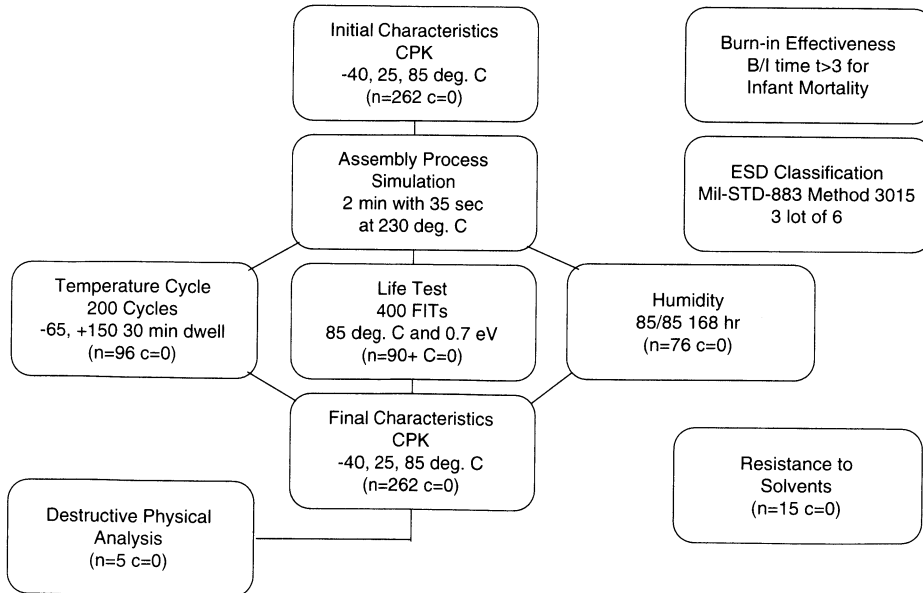 Initial Characteristics
CPK
-40, 25, 85 deg. C
(n=262 c=0)
Burn-in Effectiveness
B/I time t>3 for
Infant Mortality
Assembly Process
Simulation
2 min with 35 sec
at 230 deg. C
ESD Classification
Mil-STD-883 Method 3015
3 lot of 6
Temperature Cycle
200 Cycles
-65, +150 30 min dwell
(n=96 c=0)
Life Test
400 FITs
85 deg. C and 0.7 eV
(n=90+ C=0)
Humidity
85/85 168 hr
(n=76 c=0)
Final Characteristics
CPK
-40, 25, 85 deg. C
(n=262 c=0)
Resistance to
Solvents
(n=15 c=0)
Destructive Physical
Analysis
(n=5 c=0)